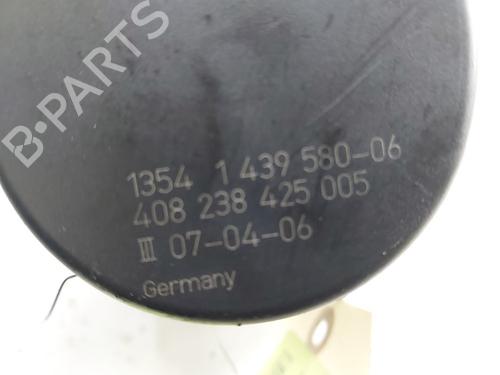 B-PARTS
1354 1 439 580-06
408 238 425 005
III 07-04-06
Germany